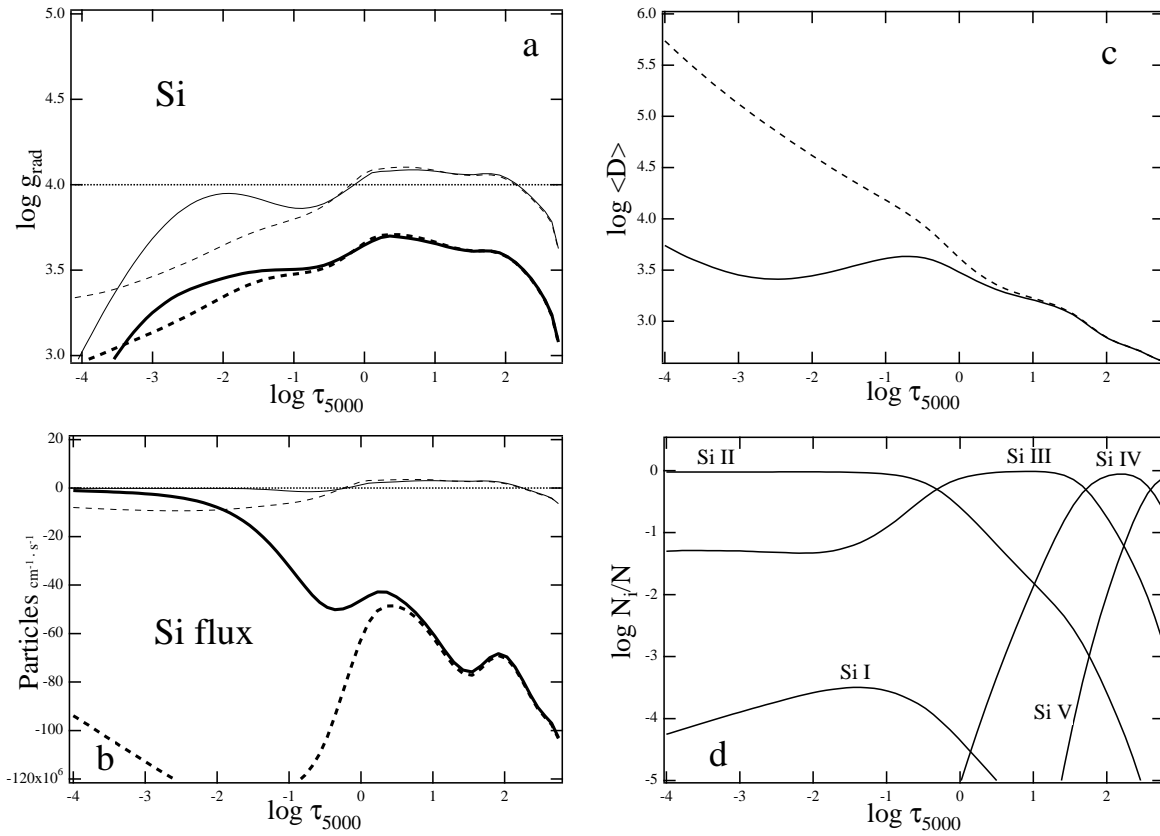 a
Si
log g_rad
5.0
4.5
4.0
3.5
3.0
-4 -3 -2 -1 0 1 2
log τ_5000
c
log <D>
6.0
5.5
5.0
4.5
4.0
3.5
3.0
-4 -3 -2 -1 0 1 2
log τ_5000
b
Si flux
Particles cm⁻¹ · s⁻¹
20
0
-20
-40
-60
-80
-100
-120x10⁶
-4 -3 -2 -1 0 1 2
log τ_5000
d
Si II
Si III
Si IV
Si I
Si V
log N_i/N
0
-1
-2
-3
-4
-5
-4 -3 -2 -1 0 1 2
log τ_5000